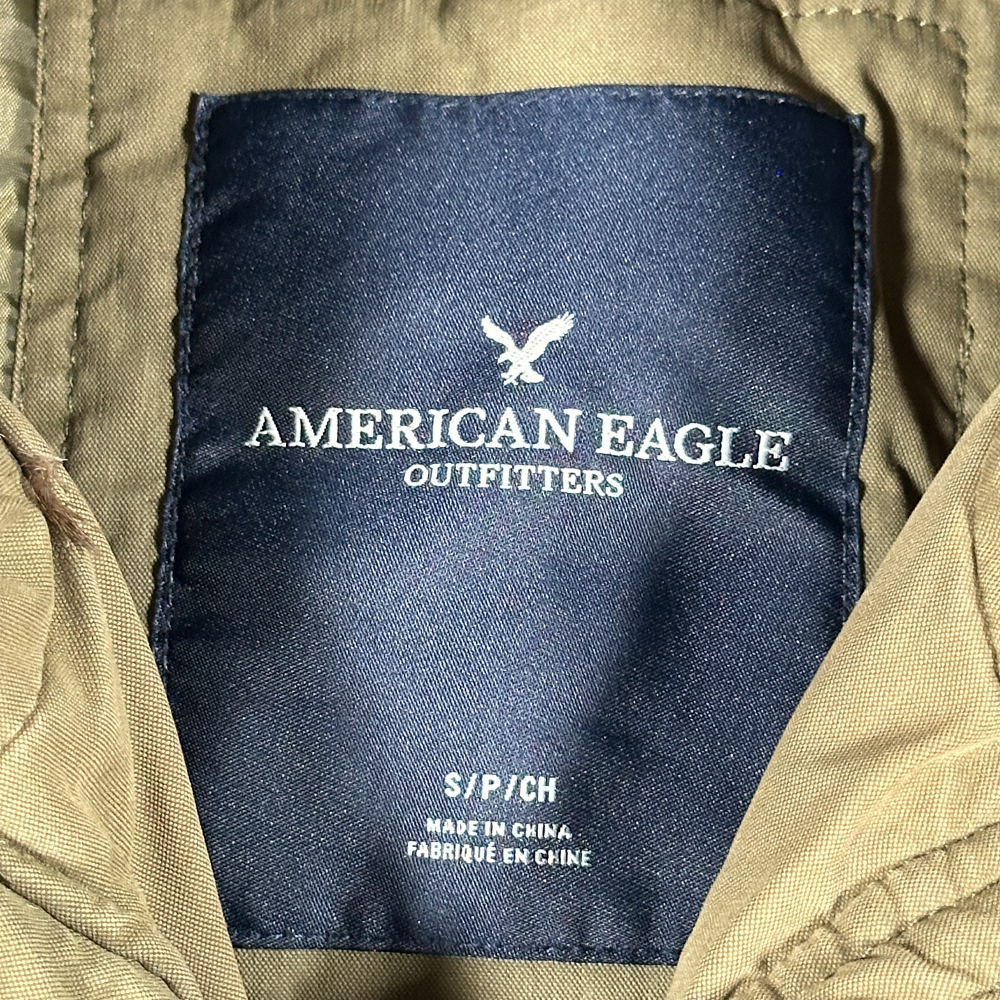 AMERICAN EAGLE
OUTFITTERS
S/P/CH
MADE IN CHINA
FABRIQUÉ EN CHINE